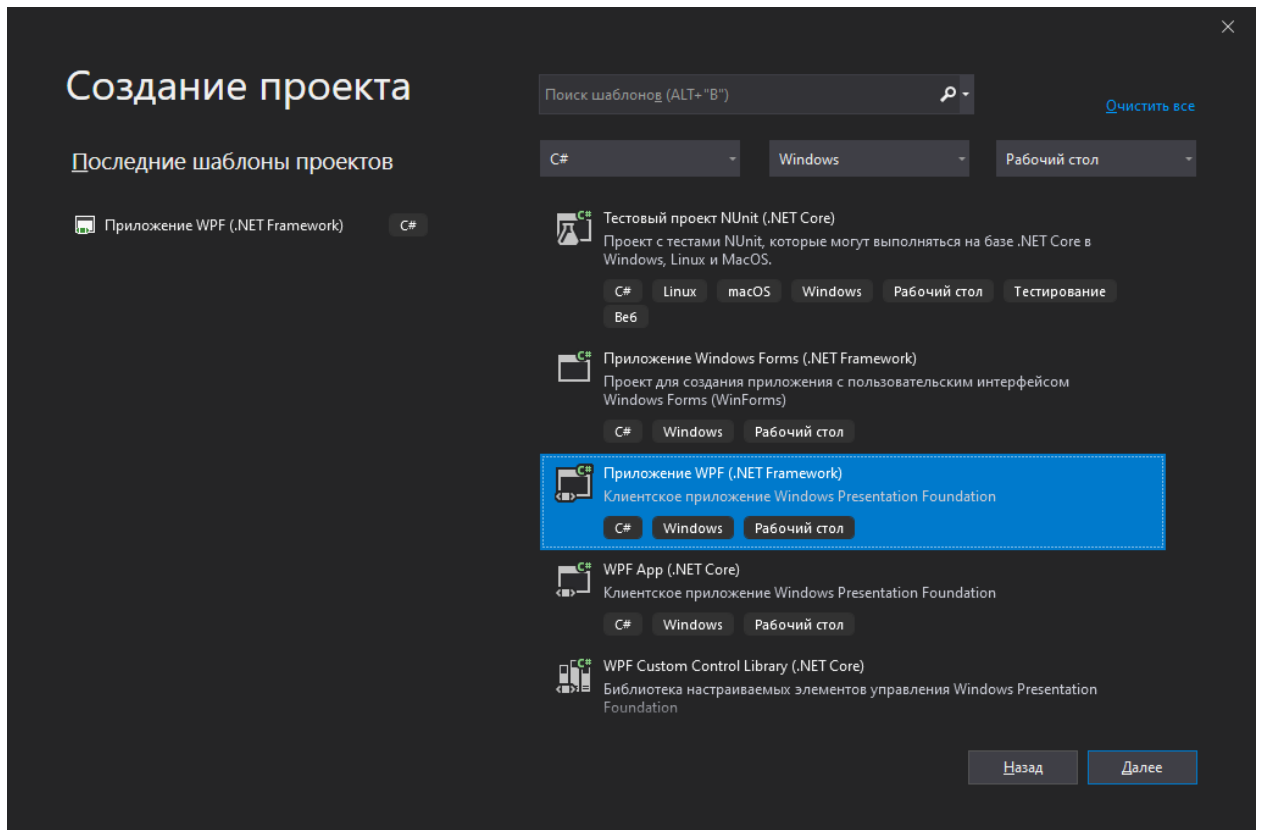 Создание проекта
Поиск шаблонов (ALT+"В")
Очистить все
Последние шаблоны проектов
C#
Windows
Рабочий стол
Приложение WPF (.NET Framework)
C#
Тестовый проект NUnit (.NET Core)
Проект с тестами NUnit, которые могут выполняться на базе .NET Core в
Windows, Linux и MacOS.
C# Linux macOS Windows Рабочий стол Тестирование
Веб
Приложение Windows Forms (.NET Framework)
Проект для создания приложения с пользовательским интерфейсом
Windows Forms (WinForms)
C# Windows Рабочий стол
Приложение WPF (.NET Framework)
Клиентское приложение Windows Presentation Foundation
C# Windows Рабочий стол
WPF App (.NET Core)
Клиентское приложение Windows Presentation Foundation
C# Windows Рабочий стол
WPF Custom Control Library (.NET Core)
Библиотека настраиваемых элементов управления Windows Presentation
Foundation
Назад
Далее